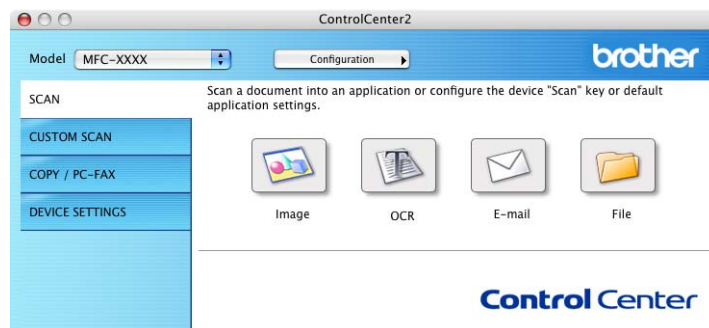 ControlCenter2
Model MFC-XXXX Configuration brother
SCAN
Scan a document into an application or configure the device "Scan" key or default
application settings.
CUSTOM SCAN
COPY / PC-FAX
DEVICE SETTINGS
Image OCR E-mail File
Control Center